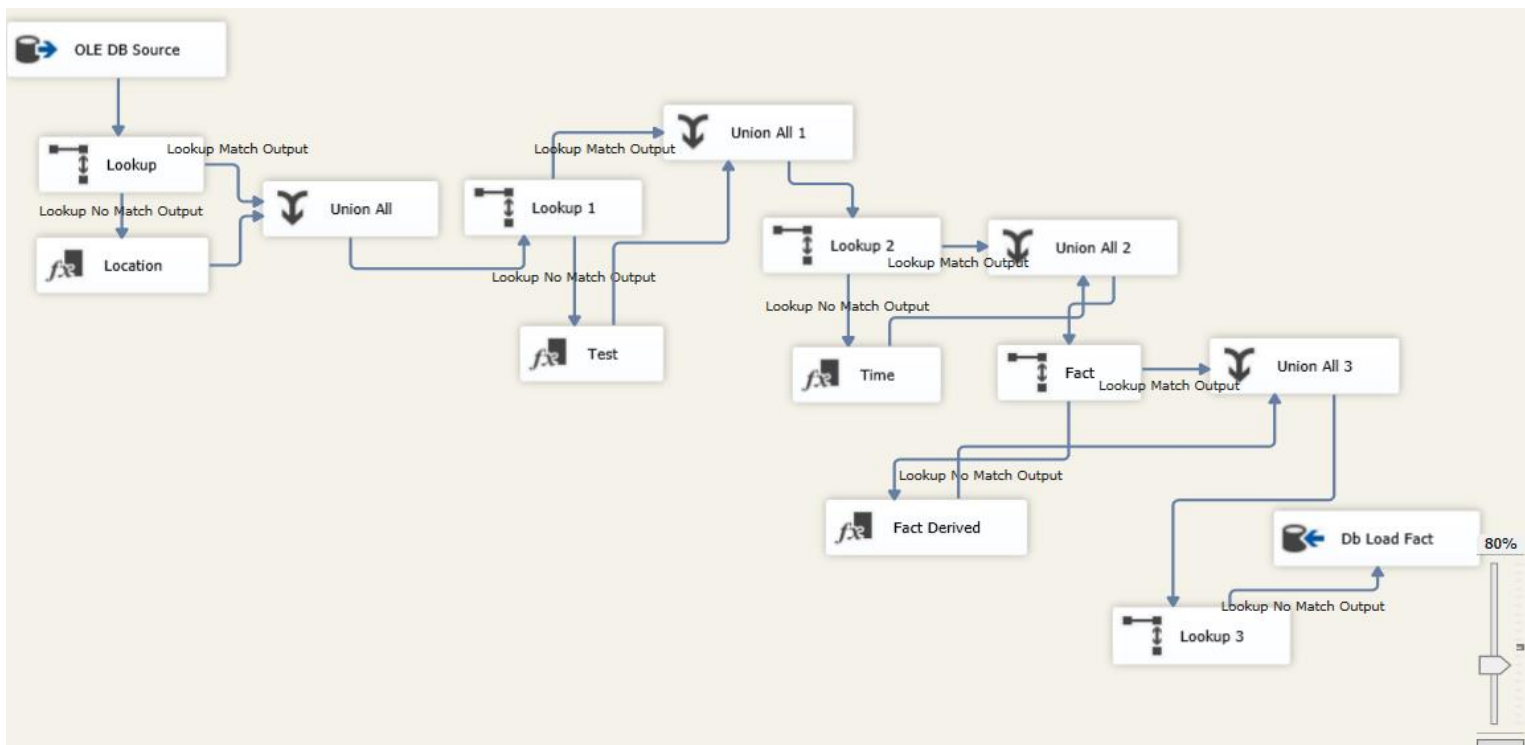 OLE DB Source
Lookup
Lookup Match Output
Lookup No Match Output
Location
Union All
Lookup 1
Lookup Match Output
Lookup No Match Output
Test
Union All 1
Lookup 2
Lookup Match Output
Lookup No Match Output
Time
Union All 2
Fact
Lookup Match Output
Lookup No Match Output
Fact Derived
Union All 3
Lookup 3
Lookup No Match Output
Db Load Fact
80%